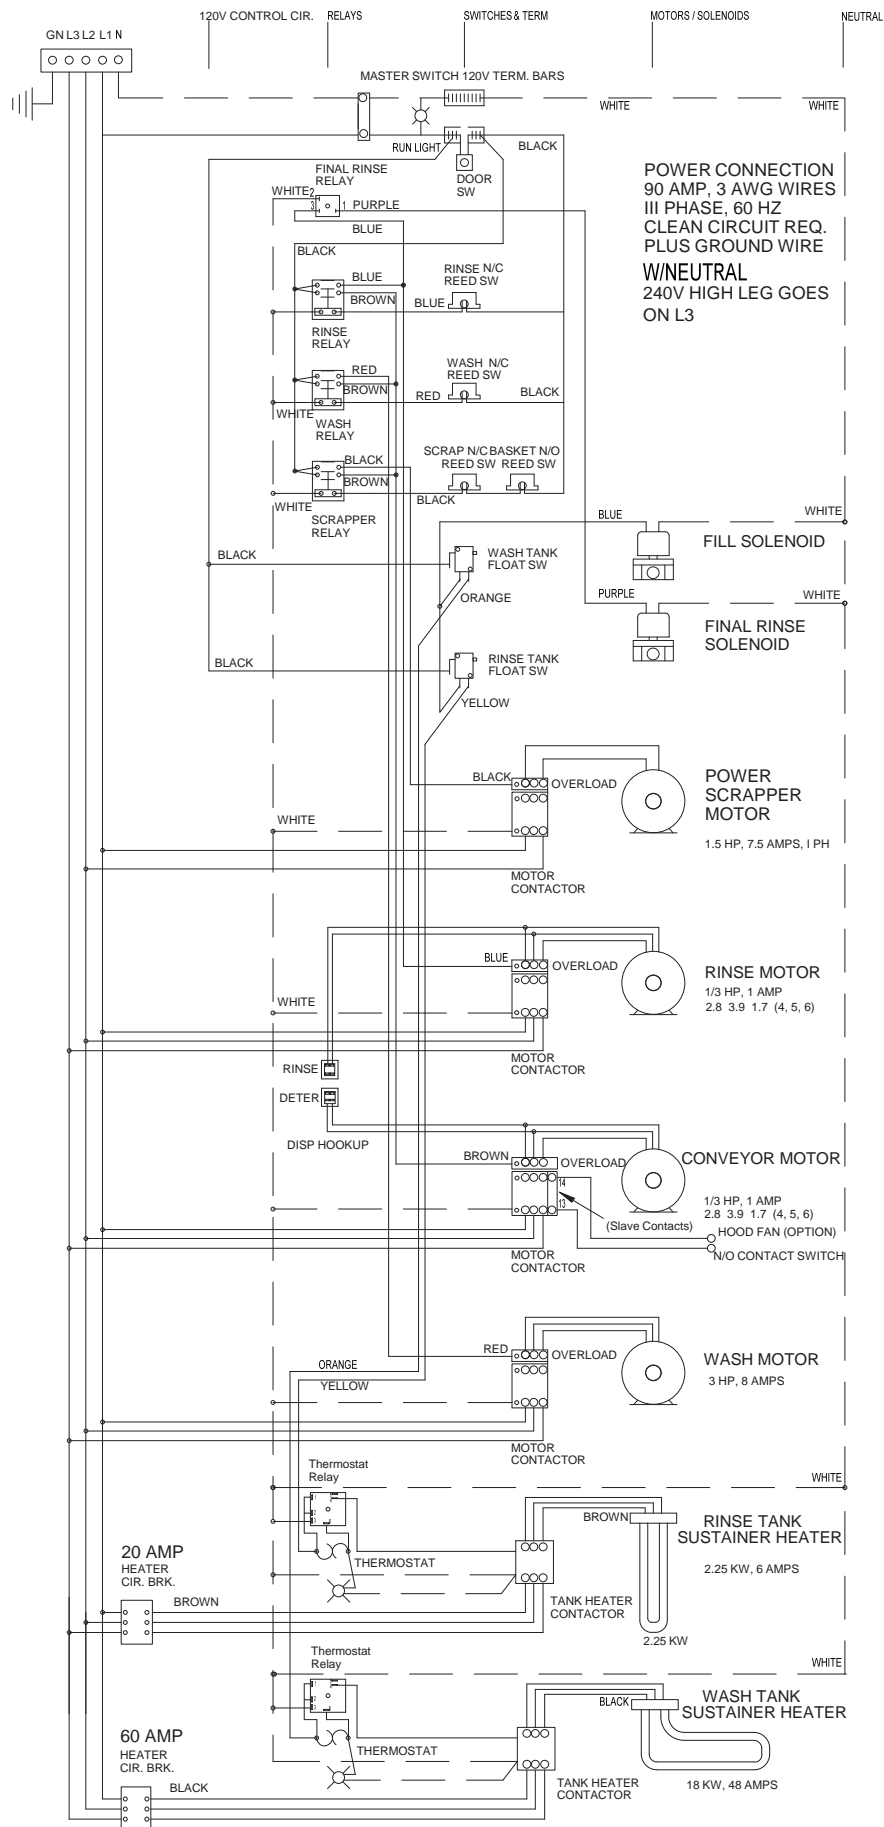 120V CONTROL CIR.
RELAYS
SWITCHES & TERM
MOTORS / SOLENOIDS
NEUTRAL
GN L3 L2 L1 N
MASTER SWITCH 120V TERM. BARS
WHITE
WHITE
RUN LIGHT
BLACK
DOOR
SW
FINAL RINSE
RELAY
WHITE
2
3
1
PURPLE
BLUE
BLACK
POWER CONNECTION
90 AMP, 3 AWG WIRES
III PHASE, 60 HZ
CLEAN CIRCUIT REQ.
PLUS GROUND WIRE
W/NEUTRAL
240V HIGH LEG GOES
ON L3
BLUE
BROWN
RINSE N/C
REED SW
BLUE
RINSE
RELAY
RED
BROWN
WASH N/C
REED SW
RED
BLACK
WHITE
WASH
RELAY
BLACK
BROWN
SCRAP N/C
REED SW
BASKET N/O
REED SW
BLACK
WHITE
SCRAPPER
RELAY
BLUE
WHITE
FILL SOLENOID
BLACK
WASH TANK
FLOAT SW
ORANGE
PURPLE
WHITE
FINAL RINSE
SOLENOID
BLACK
RINSE TANK
FLOAT SW
YELLOW
BLACK
OVERLOAD
POWER
SCRAPPER
MOTOR
1.5 HP, 7.5 AMPS, I PH
WHITE
MOTOR
CONTACTOR
BLUE
OVERLOAD
RINSE MOTOR
1/3 HP, 1 AMP
2.8 3.9 1.7 (4, 5, 6)
WHITE
MOTOR
CONTACTOR
RINSE
DETER
DISP HOOKUP
BROWN
OVERLOAD
14
13
(Slave Contacts)
CONVEYOR MOTOR
1/3 HP, 1 AMP
2.8 3.9 1.7 (4, 5, 6)
HOOD FAN (OPTION)
N/O CONTACT SWITCH
MOTOR
CONTACTOR
RED
OVERLOAD
WASH MOTOR
3 HP, 8 AMPS
ORANGE
YELLOW
MOTOR
CONTACTOR
WHITE
Thermostat
Relay
THERMOSTAT
BROWN
RINSE TANK
SUSTAINER HEATER
2.25 KW, 6 AMPS
20 AMP
HEATER
CIR. BRK.
BROWN
TANK HEATER
CONTACTOR
2.25 KW
WHITE
Thermostat
Relay
THERMOSTAT
BLACK
WASH TANK
SUSTAINER HEATER
60 AMP
HEATER
CIR. BRK.
BLACK
TANK HEATER
CONTACTOR
18 KW, 48 AMPS